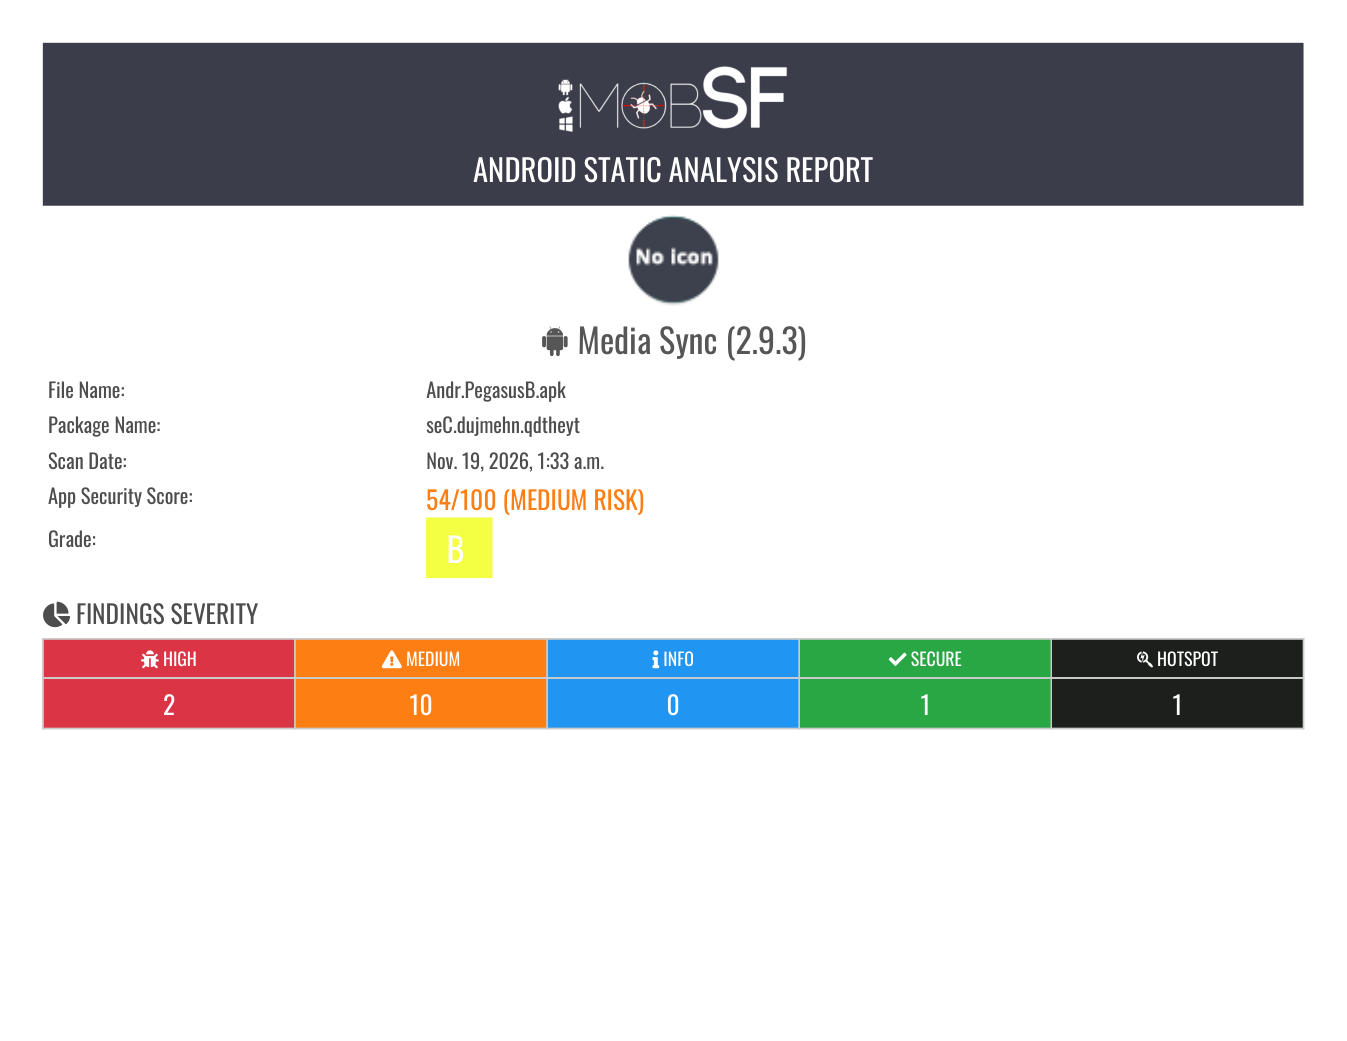 MOBSF
ANDROID STATIC ANALYSIS REPORT
No icon
Media Sync (2.9.3)
File Name: Andr.PegasusB.apk
Package Name: seC.dujmehn.qdtheyt
Scan Date: Nov. 19, 2026, 1:33 a.m.
App Security Score: 54/100 (MEDIUM RISK)
Grade: B
FINDINGS SEVERITY
HIGH MEDIUM INFO SECURE HOTSPOT
2 10 0 1 1